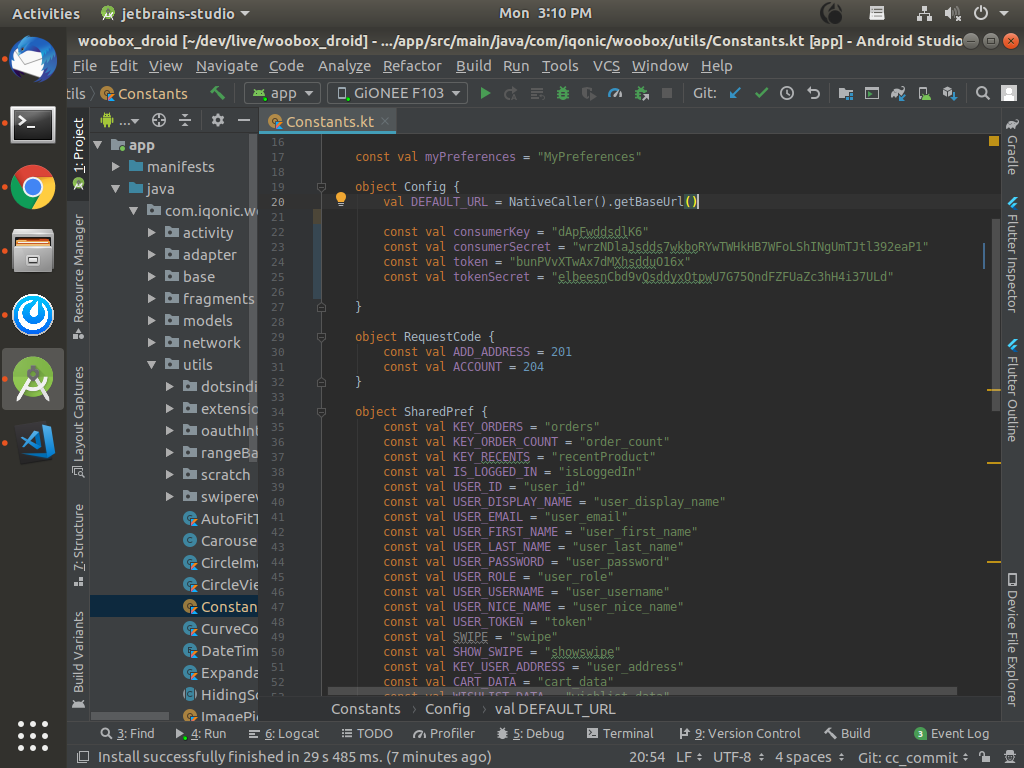 Activities
jetbrains-studio
Mon 3:10 PM
woobox_droid [~/dev/live/woobox_droid] - .../app/src/main/java/com/iqonic/woobox/utils/Constants.kt [app] - Android Studio
File Edit View Navigate Code Analyze Refactor Build Run Tools VCS Window Help
tils Constants app GiONEE F103 Git:
1: Project
Resource Manager
Layout Captures
7: Structure
Build Variants
...
app
manifests
java
com.iqonic.w
activity
adapter
base
fragments
models
network
utils
dotsindi
extensio
oauthInt
rangeBa
scratch
swiperev
AutoFitT
Carouse
CircleIma
CircleVie
Constan
CurveCo
DateTim
Expanda
HidingSc
ImagePic
Constants.kt
16
17 const val myPreferences = "MyPreferences"
18
19 object Config {
20 val DEFAULT_URL = NativeCaller().getBaseUrl()
21
22 const val consumerKey = "dApFwddsdlK6"
23 const val consumerSecret = "wrzNDlaJsdds7wkboRYwTWHkHB7WFoLShINgUmTJtl392eaP1"
24 const val token = "bunPVvXTwAx7dMXhsdduO16x"
25 const val tokenSecret = "elbeesnCbd9vQsddyxOtpwU7G75QndFZFUaZc3hH4i37ULd"
26
27 }
28
29 object RequestCode {
30 const val ADD_ADDRESS = 201
31 const val ACCOUNT = 204
32 }
33
34 object SharedPref {
35 const val KEY_ORDERS = "orders"
36 const val KEY_ORDER_COUNT = "order_count"
37 const val KEY_RECENTS = "recentProduct"
38 const val IS_LOGGED_IN = "isLoggedIn"
39 const val USER_ID = "user_id"
40 const val USER_DISPLAY_NAME = "user_display_name"
41 const val USER_EMAIL = "user_email"
42 const val USER_FIRST_NAME = "user_first_name"
43 const val USER_LAST_NAME = "user_last_name"
44 const val USER_PASSWORD = "user_password"
45 const val USER_ROLE = "user_role"
46 const val USER_USERNAME = "user_username"
47 const val USER_NICE_NAME = "user_nice_name"
48 const val USER_TOKEN = "token"
49 const val SWIPE = "swipe"
50 const val SHOW_SWIPE = "showswipe"
51 const val KEY_USER_ADDRESS = "user_address"
52 const val CART_DATA = "cart_data"
53 const val WISHLIST_DATA = "wishlist_data"
Gradle
Flutter Inspector
Flutter Outline
Device File Explorer
Constants Config val DEFAULT_URL
3: Find 4: Run 6: Logcat TODO Profiler 5: Debug Terminal 9: Version Control Build 3 Event Log
Install successfully finished in 29 s 485 ms. (7 minutes ago) 20:54 LF UTF-8 4 spaces Git: cc_commit